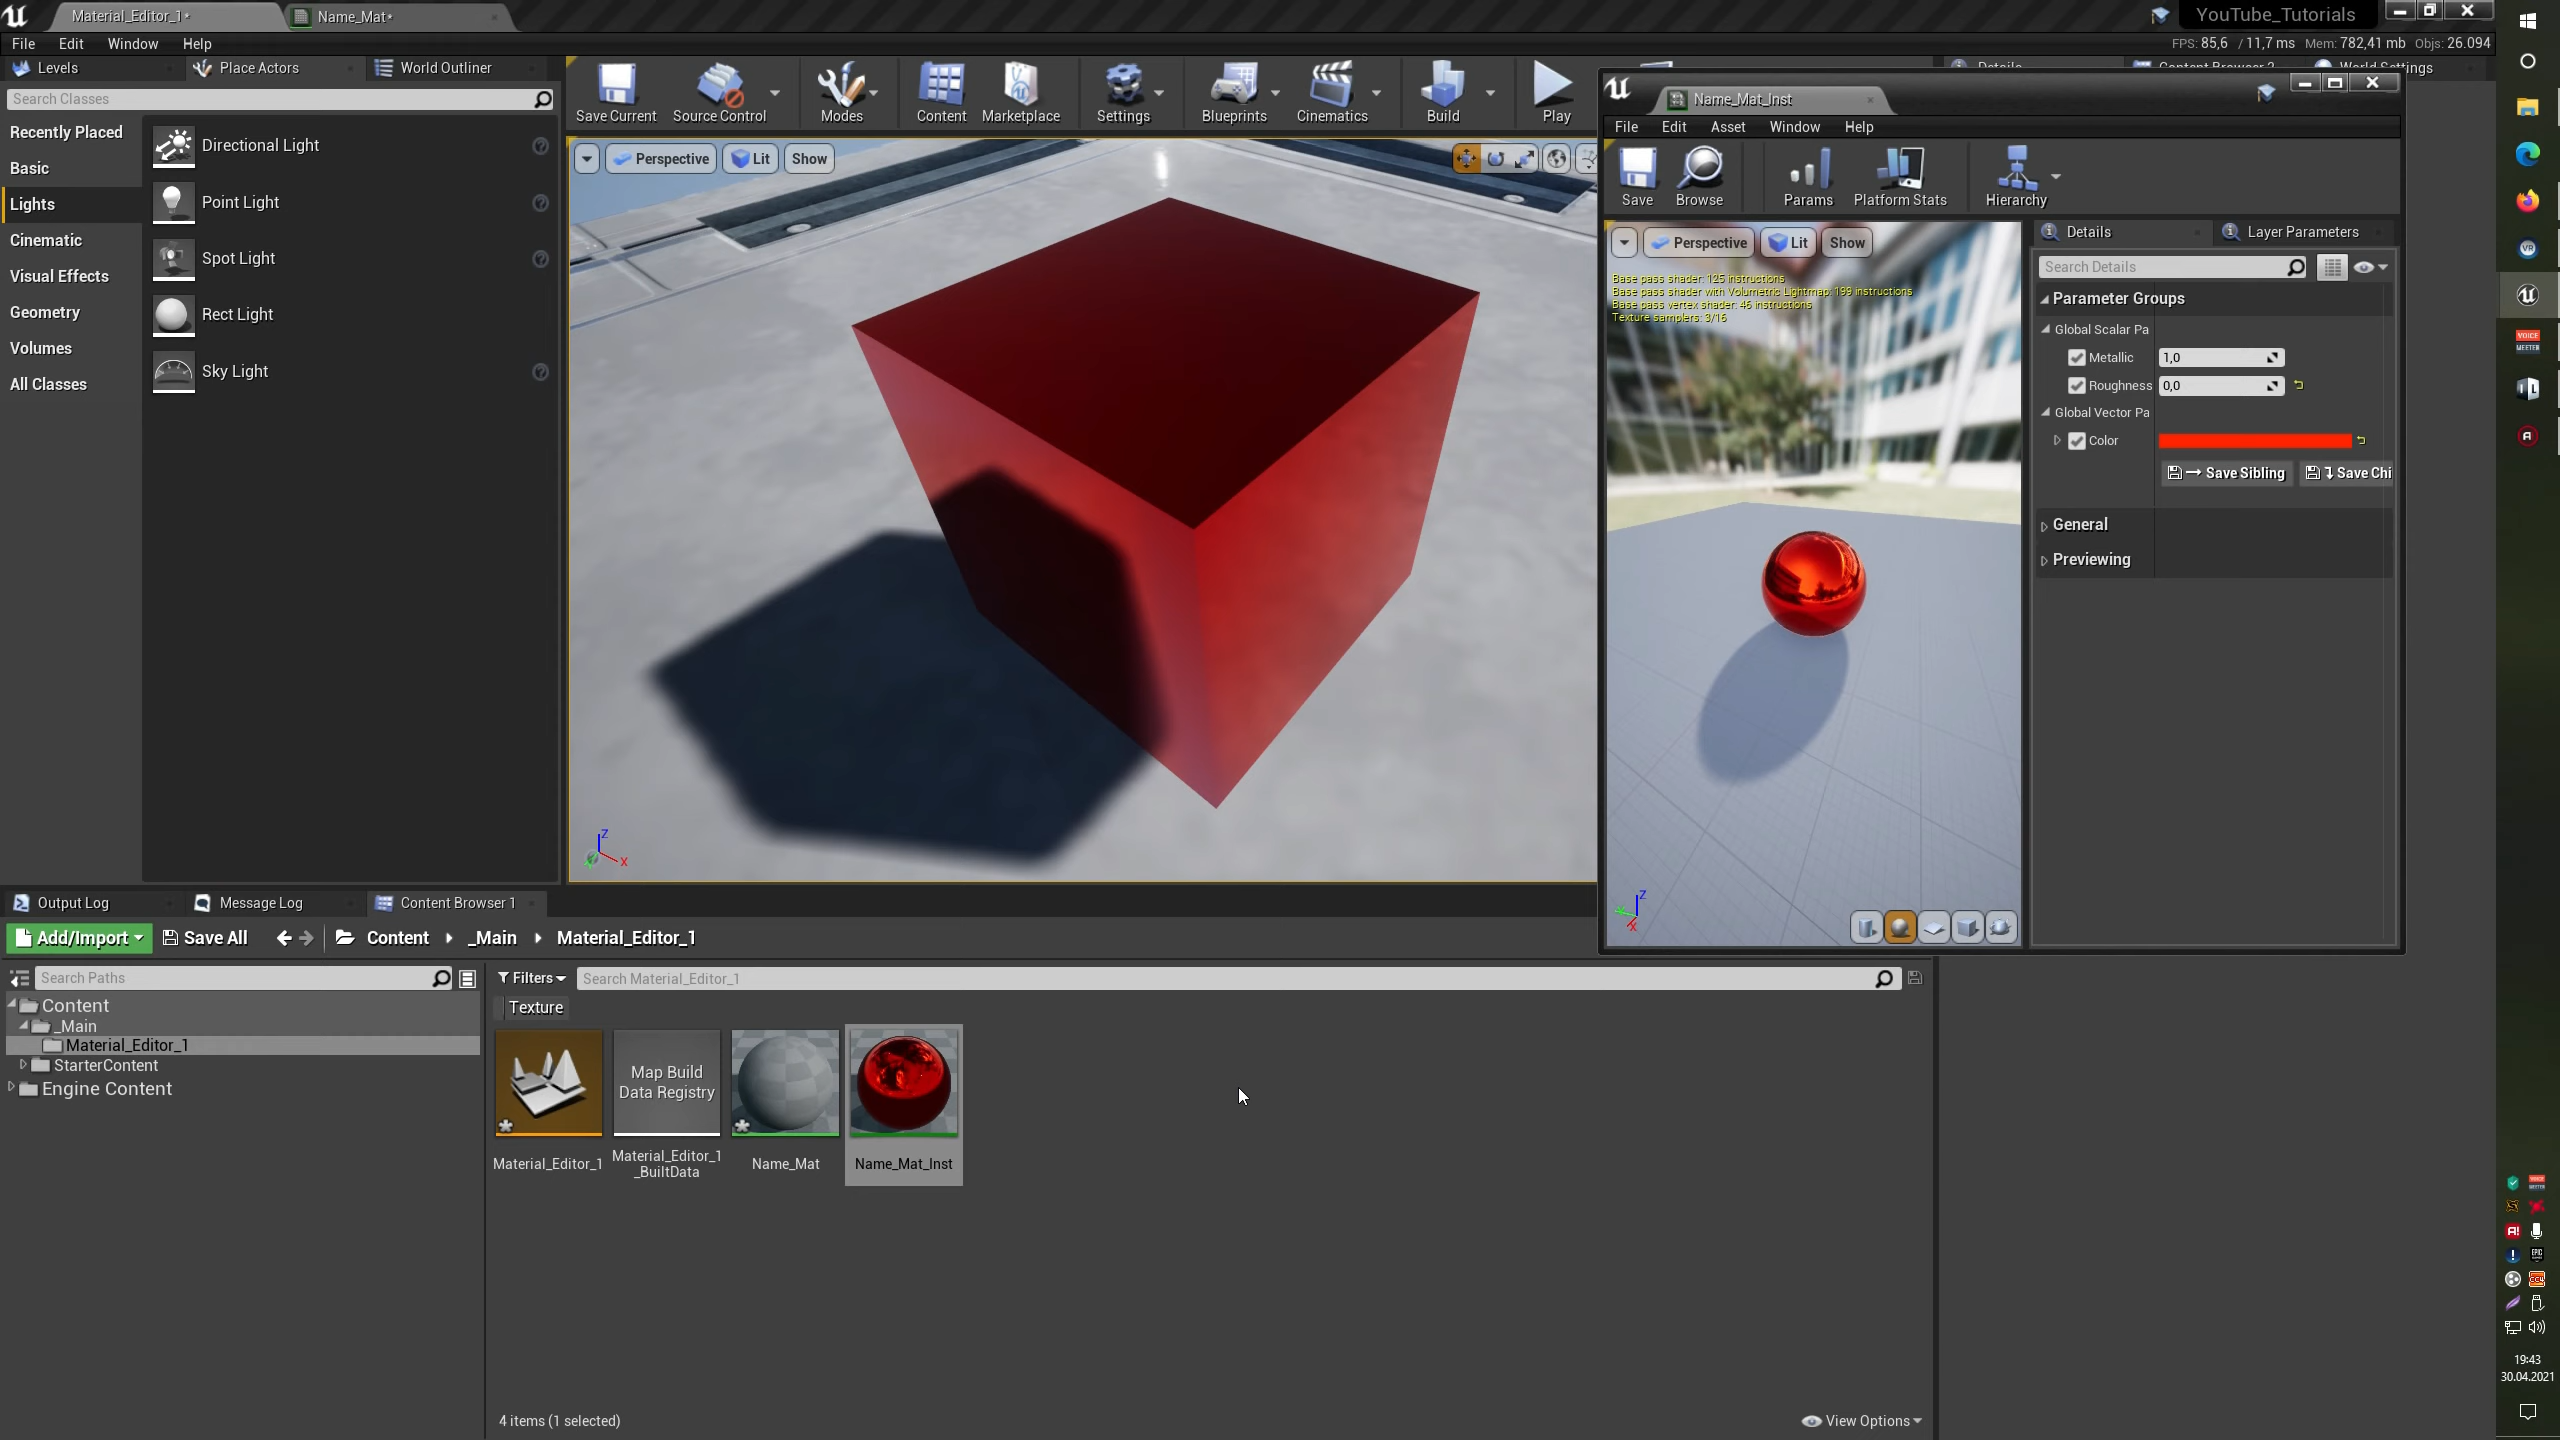 Material_Editor_1*
Name_Mat*
YouTube_Tutorials
File Edit Window Help
FPS: 85,6 / 11,7 ms Mem: 782,41 mb Objs: 26.094
Levels
Place Actors
World Outliner
Details
Content Browser 2
World Settings
Search Classes
Recently Placed
Basic
Lights
Cinematic
Visual Effects
Geometry
Volumes
All Classes
Directional Light
Point Light
Spot Light
Rect Light
Sky Light
Save Current
Source Control
Modes
Content
Marketplace
Settings
Blueprints
Cinematics
Build
Play
Perspective
Lit
Show
Z
X
Name_Mat_Inst
File Edit Asset Window Help
Save
Browse
Params
Platform Stats
Hierarchy
Perspective
Lit
Show
Base pass shader: 125 instructions
Base pass shader with Volumetric Lightmap: 199 instructions
Base pass vertex shader: 46 instructions
Texture samplers: 3/16
Z
X
Details
Layer Parameters
Search Details
Parameter Groups
Global Scalar Pa
Metallic 1,0
Roughness 0,0
Global Vector Pa
Color
Save Sibling
Save Chi
General
Previewing
Output Log
Message Log
Content Browser 1
Add/Import
Save All
Content
_Main
Material_Editor_1
Search Paths
Content
_Main
Material_Editor_1
StarterContent
Engine Content
Filters
Search Material_Editor_1
Texture
Map Build
Data Registry
Material_Editor_1
Material_Editor_1
_BuiltData
Name_Mat
Name_Mat_Inst
4 items (1 selected)
View Options
VOICE
MEETER
19:43
30.04.2021